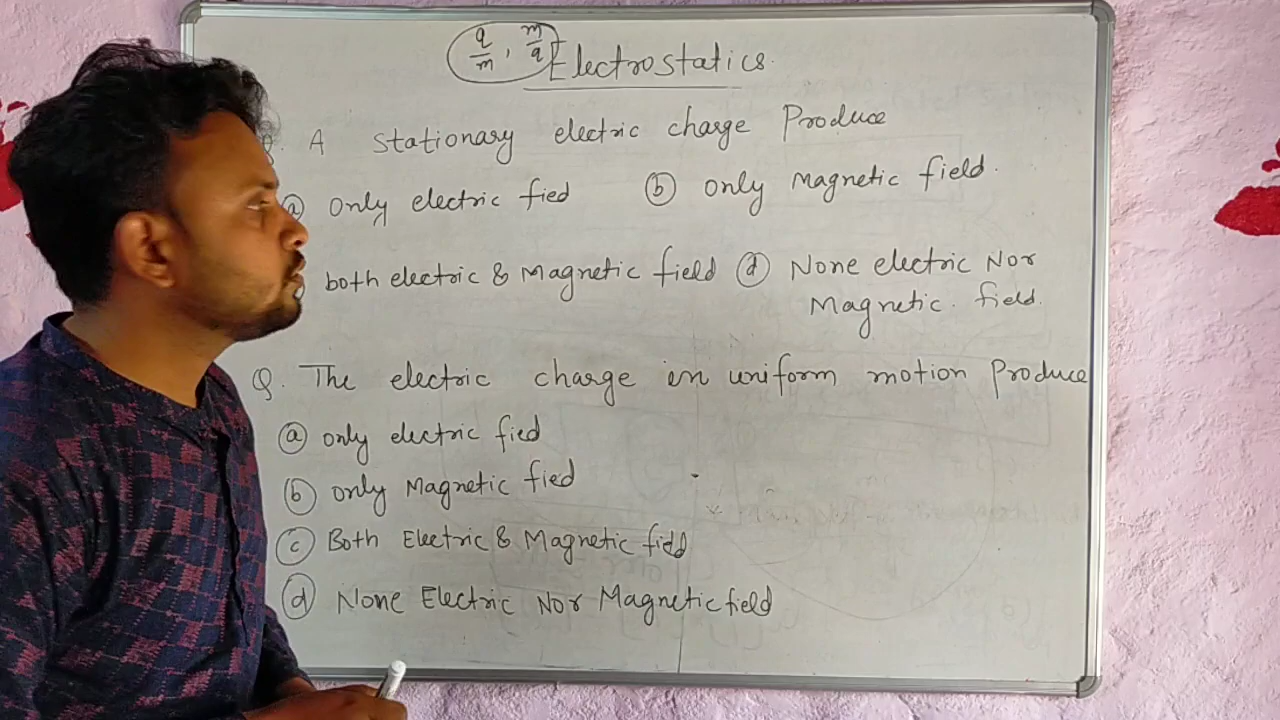 q/m, m/q Electrostatics.
Q. A stationary electric charge Produce
ⓐ only electric fied ⓑ only Magnetic field.
both electric & Magnetic field ⓓ None electric Nor
Magnetic. field.
Q. The electric charge in uniform motion Produce
ⓐ only electric fied
ⓑ only Magnetic fied
ⓒ Both Electric & Magnetic field
ⓓ None Electric Nor Magnetic field